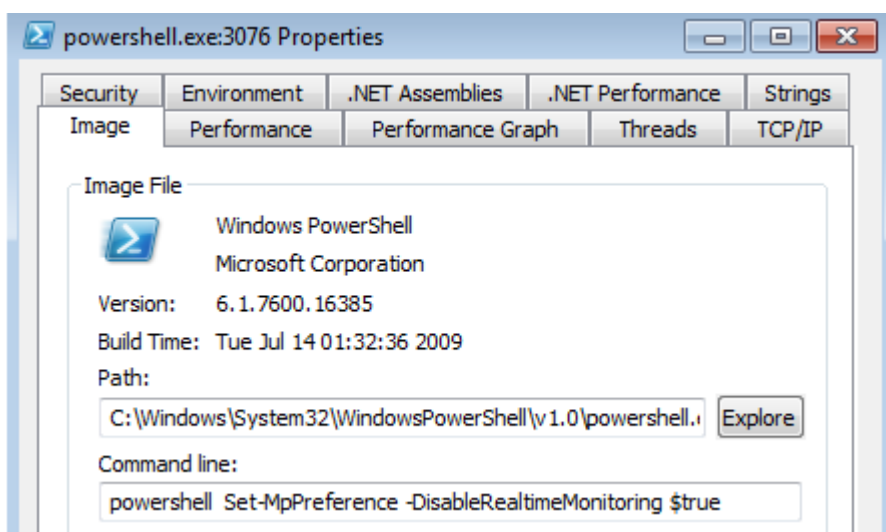 powershell.exe:3076 Properties
Security Environment .NET Assemblies .NET Performance Strings
Image Performance Performance Graph Threads TCP/IP
Image File
Windows PowerShell
Microsoft Corporation
Version: 6.1.7600.16385
Build Time: Tue Jul 14 01:32:36 2009
Path:
C:\Windows\System32\WindowsPowerShell\v1.0\powershell. Explore
Command line:
powershell Set-MpPreference -DisableRealtimeMonitoring $true